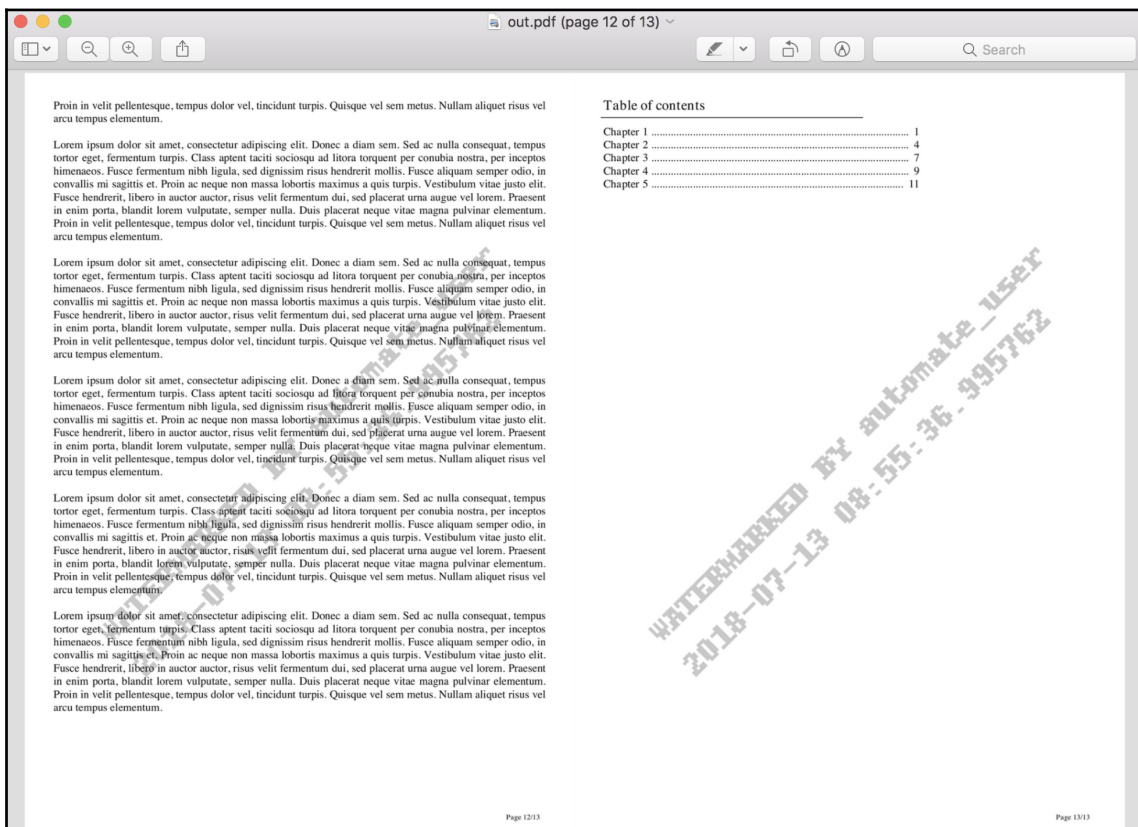 out.pdf (page 12 of 13)
Search
Proin in velit pellentesque, tempus dolor vel, tincidunt turpis. Quisque vel sem metus. Nullam aliquet risus vel
arcu tempus elementum.
Lorem ipsum dolor sit amet, consectetur adipiscing elit. Donec a diam sem. Sed ac nulla consequat, tempus
tortor eget, fermentum turpis. Class aptent taciti sociosqu ad litora torquent per conubia nostra, per inceptos
himenaeos. Fusce fermentum nibh ligula, sed dignissim risus hendrerit mollis. Fusce aliquam semper odio, in
convallis mi sagittis et. Proin ac neque non massa lobortis maximus a quis turpis. Vestibulum vitae justo elit.
Fusce hendrerit, libero in auctor auctor, risus velit fermentum dui, sed placerat urna augue vel lorem. Praesent
in enim porta, blandit lorem vulputate, semper nulla. Duis placerat neque vitae magna pulvinar elementum.
Proin in velit pellentesque, tempus dolor vel, tincidunt turpis. Quisque vel sem metus. Nullam aliquet risus vel
arcu tempus elementum.
Lorem ipsum dolor sit amet, consectetur adipiscing elit. Donec a diam sem. Sed ac nulla consequat, tempus
tortor eget, fermentum turpis. Class aptent taciti sociosqu ad litora torquent per conubia nostra, per inceptos
himenaeos. Fusce fermentum nibh ligula, sed dignissim risus hendrerit mollis. Fusce aliquam semper odio, in
convallis mi sagittis et. Proin ac neque non massa lobortis maximus a quis turpis. Vestibulum vitae justo elit.
Fusce hendrerit, libero in auctor auctor, risus velit fermentum dui, sed placerat urna augue vel lorem. Praesent
in enim porta, blandit lorem vulputate, semper nulla. Duis placerat neque vitae magna pulvinar elementum.
Proin in velit pellentesque, tempus dolor vel, tincidunt turpis. Quisque vel sem metus. Nullam aliquet risus vel
arcu tempus elementum.
Lorem ipsum dolor sit amet, consectetur adipiscing elit. Donec a diam sem. Sed ac nulla consequat, tempus
tortor eget, fermentum turpis. Class aptent taciti sociosqu ad litora torquent per conubia nostra, per inceptos
himenaeos. Fusce fermentum nibh ligula, sed dignissim risus hendrerit mollis. Fusce aliquam semper odio, in
convallis mi sagittis et. Proin ac neque non massa lobortis maximus a quis turpis. Vestibulum vitae justo elit.
Fusce hendrerit, libero in auctor auctor, risus velit fermentum dui, sed placerat urna augue vel lorem. Praesent
in enim porta, blandit lorem vulputate, semper nulla. Duis placerat neque vitae magna pulvinar elementum.
Proin in velit pellentesque, tempus dolor vel, tincidunt turpis. Quisque vel sem metus. Nullam aliquet risus vel
arcu tempus elementum.
Lorem ipsum dolor sit amet, consectetur adipiscing elit. Donec a diam sem. Sed ac nulla consequat, tempus
tortor eget, fermentum turpis. Class aptent taciti sociosqu ad litora torquent per conubia nostra, per inceptos
himenaeos. Fusce fermentum nibh ligula, sed dignissim risus hendrerit mollis. Fusce aliquam semper odio, in
convallis mi sagittis et. Proin ac neque non massa lobortis maximus a quis turpis. Vestibulum vitae justo elit.
Fusce hendrerit, libero in auctor auctor, risus velit fermentum dui, sed placerat urna augue vel lorem. Praesent
in enim porta, blandit lorem vulputate, semper nulla. Duis placerat neque vitae magna pulvinar elementum.
Proin in velit pellentesque, tempus dolor vel, tincidunt turpis. Quisque vel sem metus. Nullam aliquet risus vel
arcu tempus elementum.
Lorem ipsum dolor sit amet, consectetur adipiscing elit. Donec a diam sem. Sed ac nulla consequat, tempus
tortor eget, fermentum turpis. Class aptent taciti sociosqu ad litora torquent per conubia nostra, per inceptos
himenaeos. Fusce fermentum nibh ligula, sed dignissim risus hendrerit mollis. Fusce aliquam semper odio, in
convallis mi sagittis et. Proin ac neque non massa lobortis maximus a quis turpis. Vestibulum vitae justo elit.
Fusce hendrerit, libero in auctor auctor, risus velit fermentum dui, sed placerat urna augue vel lorem. Praesent
in enim porta, blandit lorem vulputate, semper nulla. Duis placerat neque vitae magna pulvinar elementum.
Proin in velit pellentesque, tempus dolor vel, tincidunt turpis. Quisque vel sem metus. Nullam aliquet risus vel
arcu tempus elementum.
WATERMARKED BY automate_user
2018-07-13 08:55:36.995762
Page 12/13
Table of contents
Chapter 1 ........................................ 1
Chapter 2 ........................................ 4
Chapter 3 ........................................ 7
Chapter 4 ........................................ 9
Chapter 5 ........................................ 11
WATERMARKED BY automate_user
2018-07-13 08:55:36.995762
Page 13/13